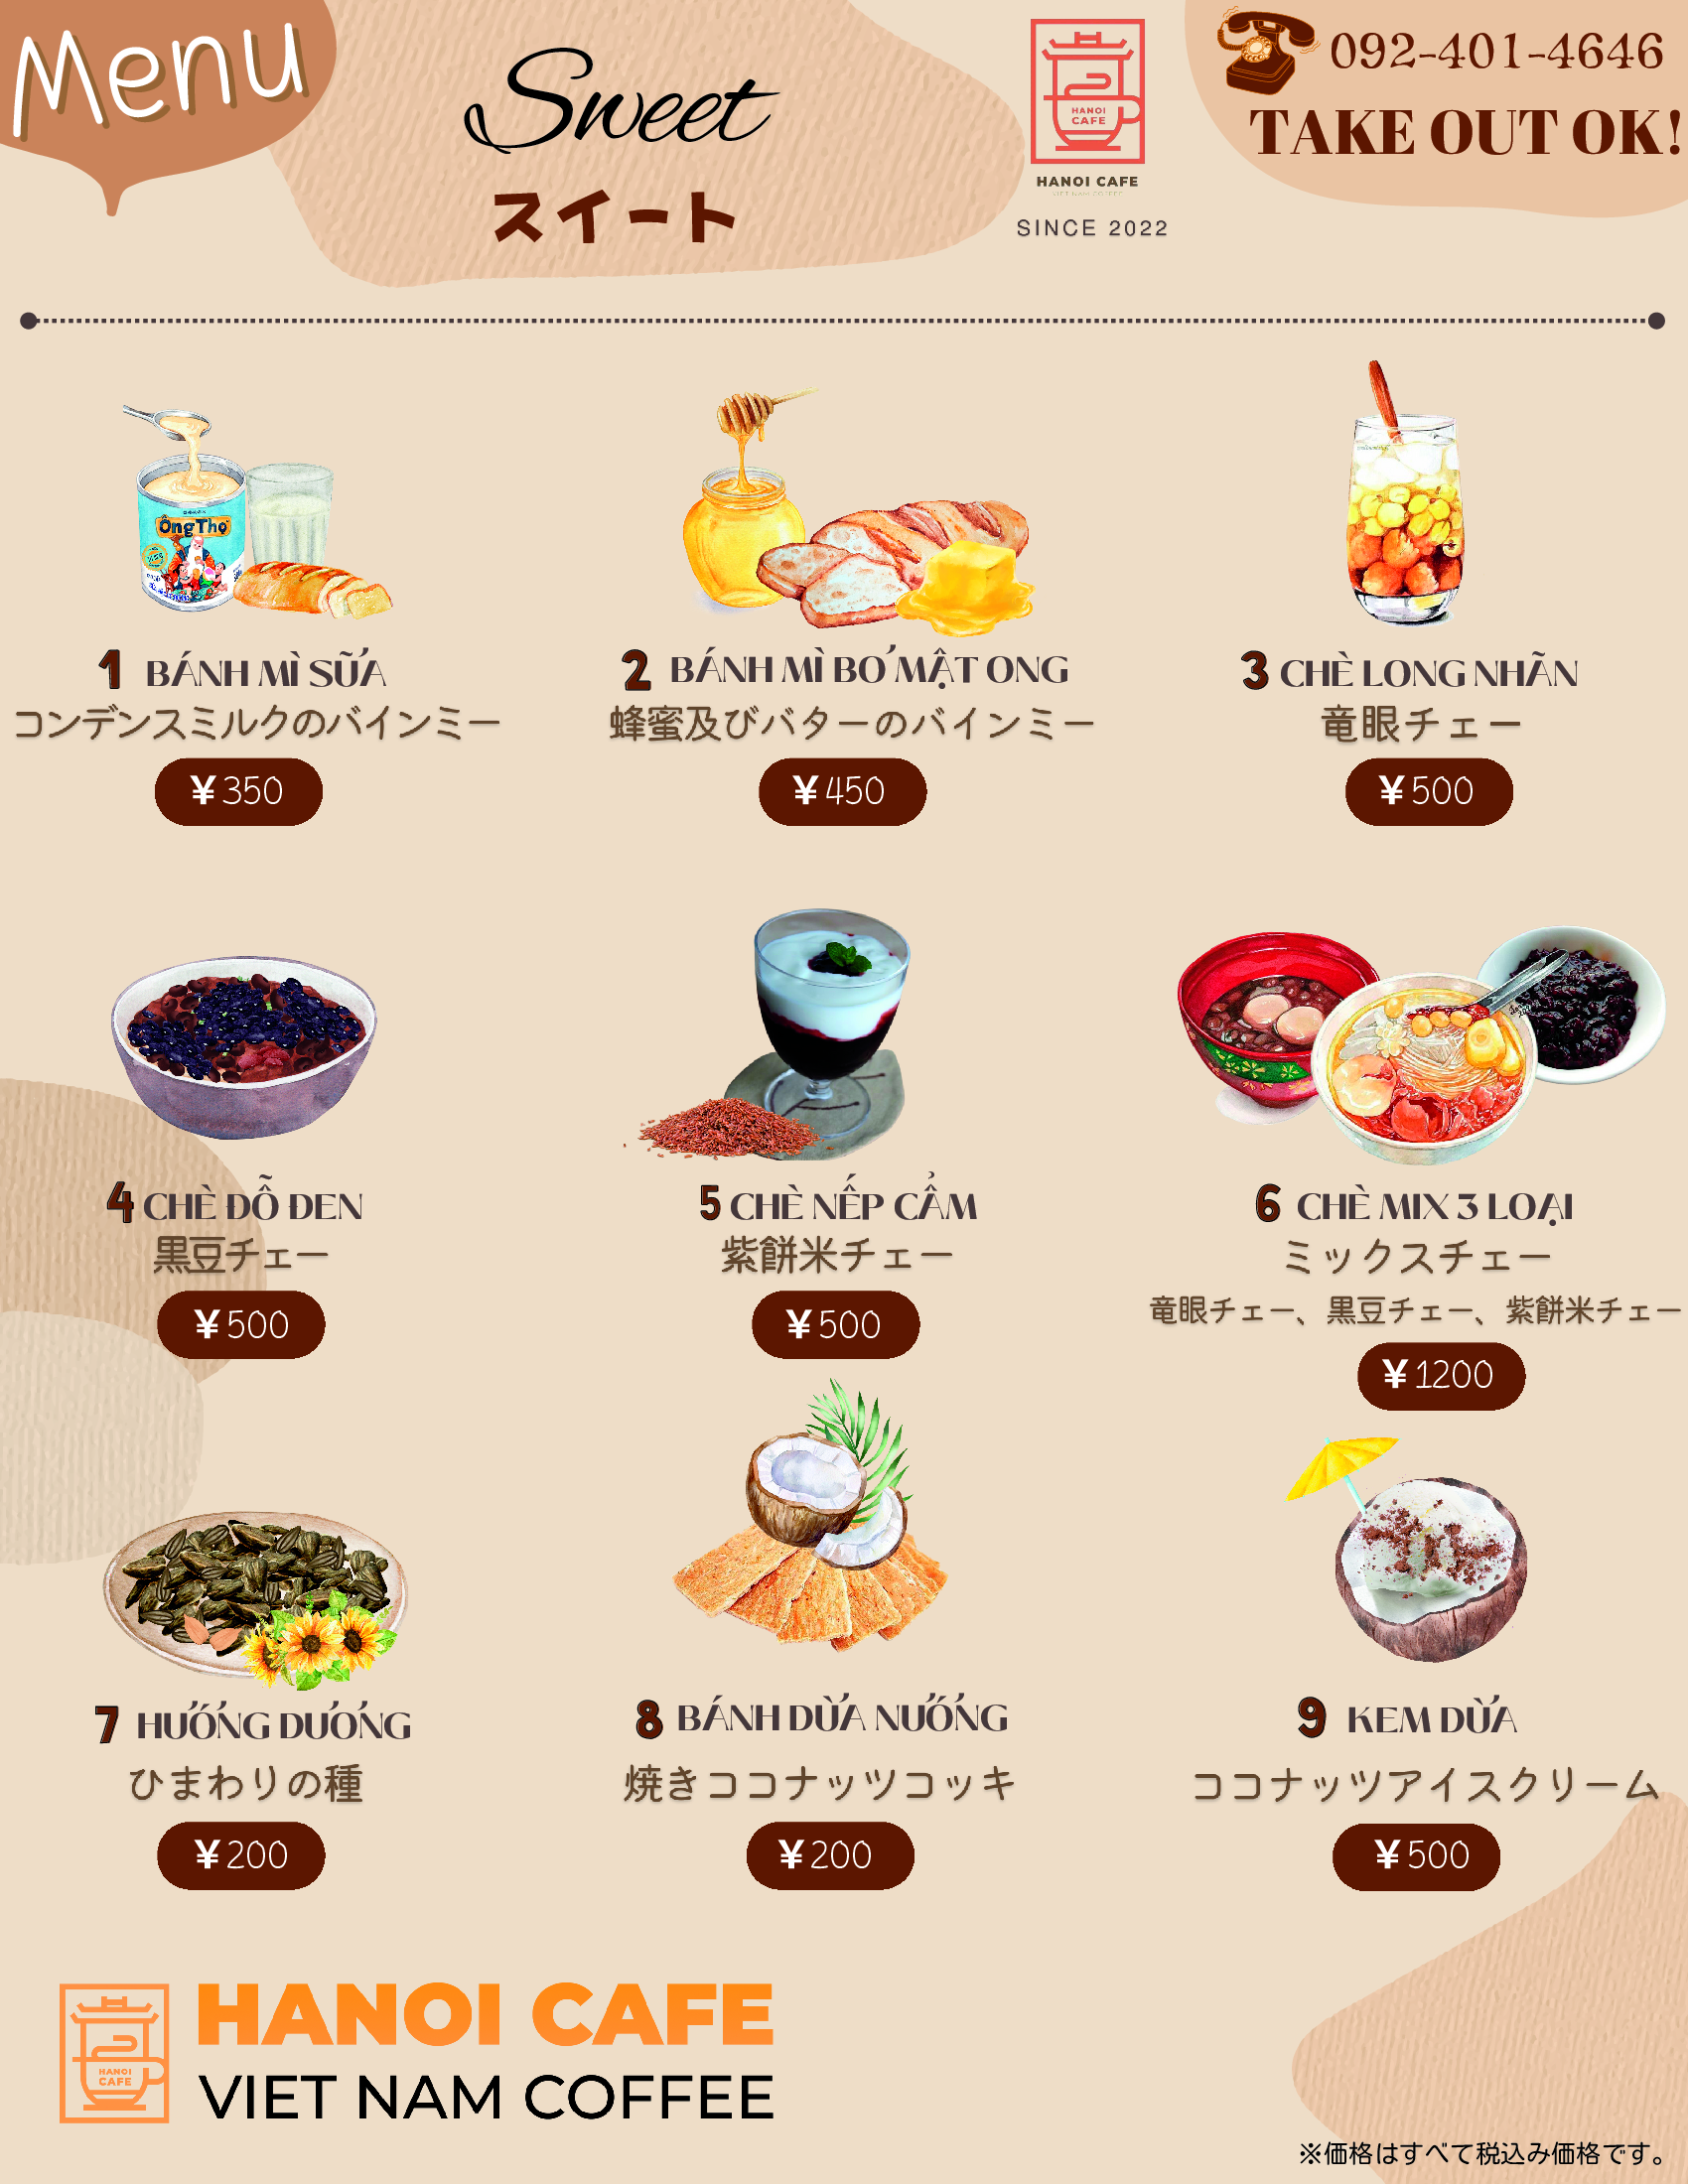 Menu
Sweet
スイート
HANOI
CAFE
HANOI CAFE
VIET NAM COFFEE
SINCE 2022
092-401-4646
TAKE OUT OK!
Ông Thọ
1 BÁNH MÌ SỮA
コンデンスミルクのバインミー
¥350
2 BÁNH MÌ BƠ MẬT ONG
蜂蜜及びバターのバインミー
¥450
3 CHÈ LONG NHÃN
竜眼チェー
¥500
4 CHÈ ĐỖ ĐEN
黒豆チェー
¥500
5 CHÈ NẾP CẨM
紫餅米チェー
¥500
6 CHÈ MIX 3 LOẠI
ミックスチェー
竜眼チェー、黒豆チェー、紫餅米チェー
¥1200
7 HƯỚNG DƯƠNG
ひまわりの種
¥200
8 BÁNH DỪA NƯỚNG
焼きココナッツコッキ
¥200
9 KEM DỪA
ココナッツアイスクリーム
¥500
HANOI
CAFE
HANOI CAFE
VIET NAM COFFEE
※価格はすべて税込み価格です。